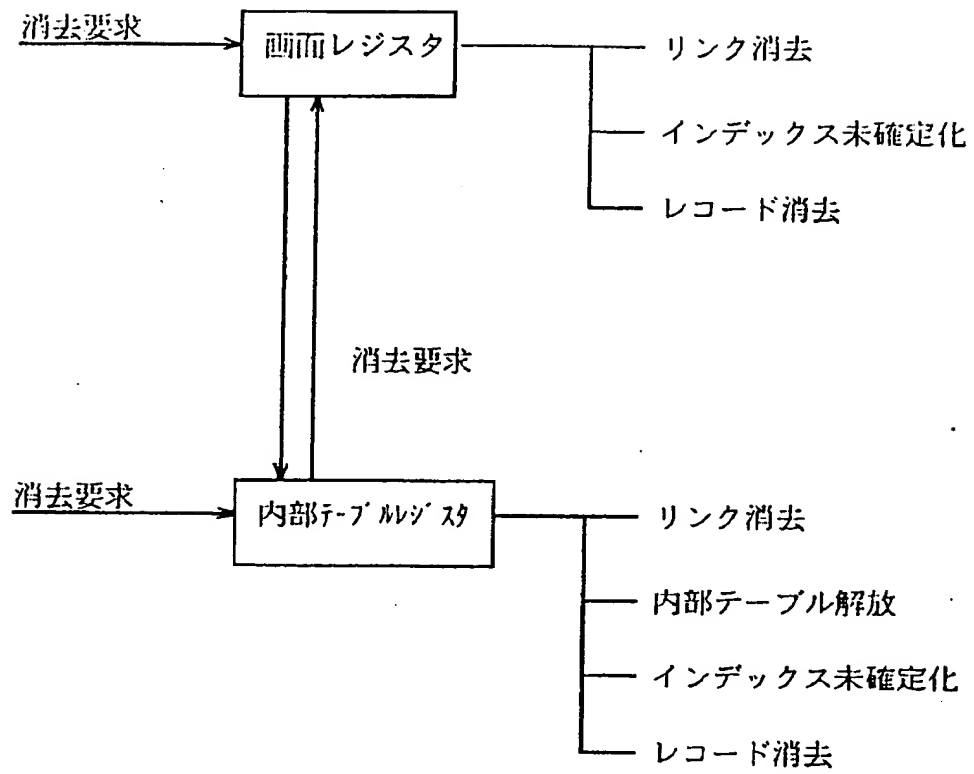 消去要求
画面レジスタ
リンク消去
インデックス未確定化
レコード消去
消去要求
消去要求
内部ﾃｰﾌﾞﾙﾚｼﾞｽﾀ
リンク消去
内部テーブル解放
インデックス未確定化
レコード消去